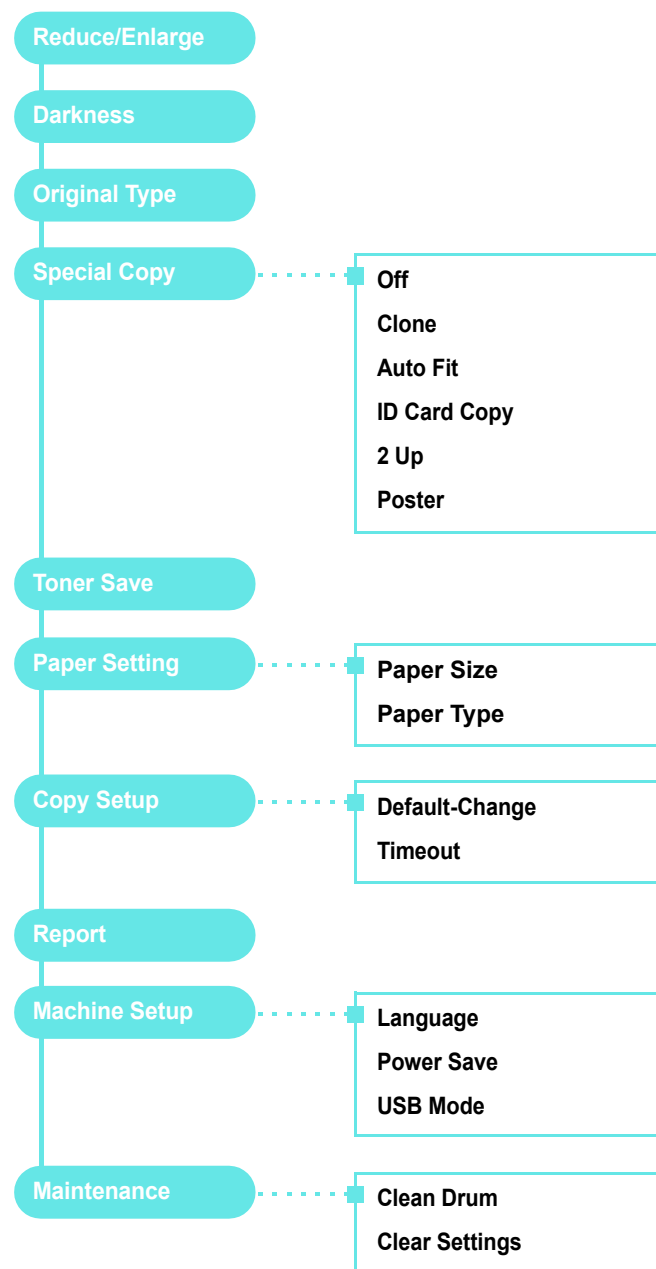 Reduce/Enlarge
Darkness
Original Type
Special Copy
Off
Clone
Auto Fit
ID Card Copy
2 Up
Poster
Toner Save
Paper Setting
Paper Size
Paper Type
Copy Setup
Default-Change
Timeout
Report
Machine Setup
Language
Power Save
USB Mode
Maintenance
Clean Drum
Clear Settings